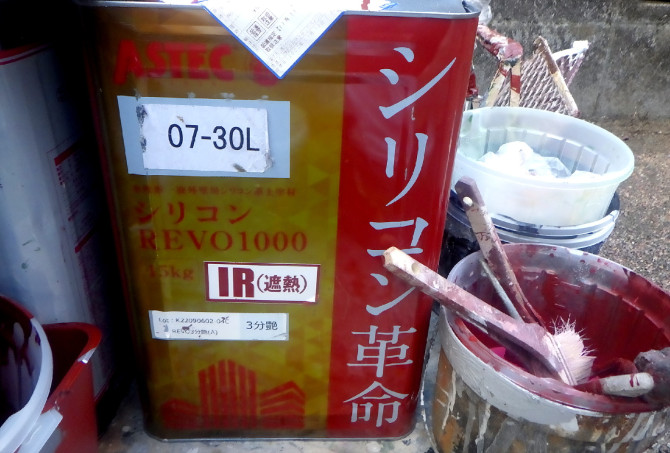 ASTEC
07-30L
シリコン
REVO1000
15kg
IR(遮熱)
3分艶
シリコン革命